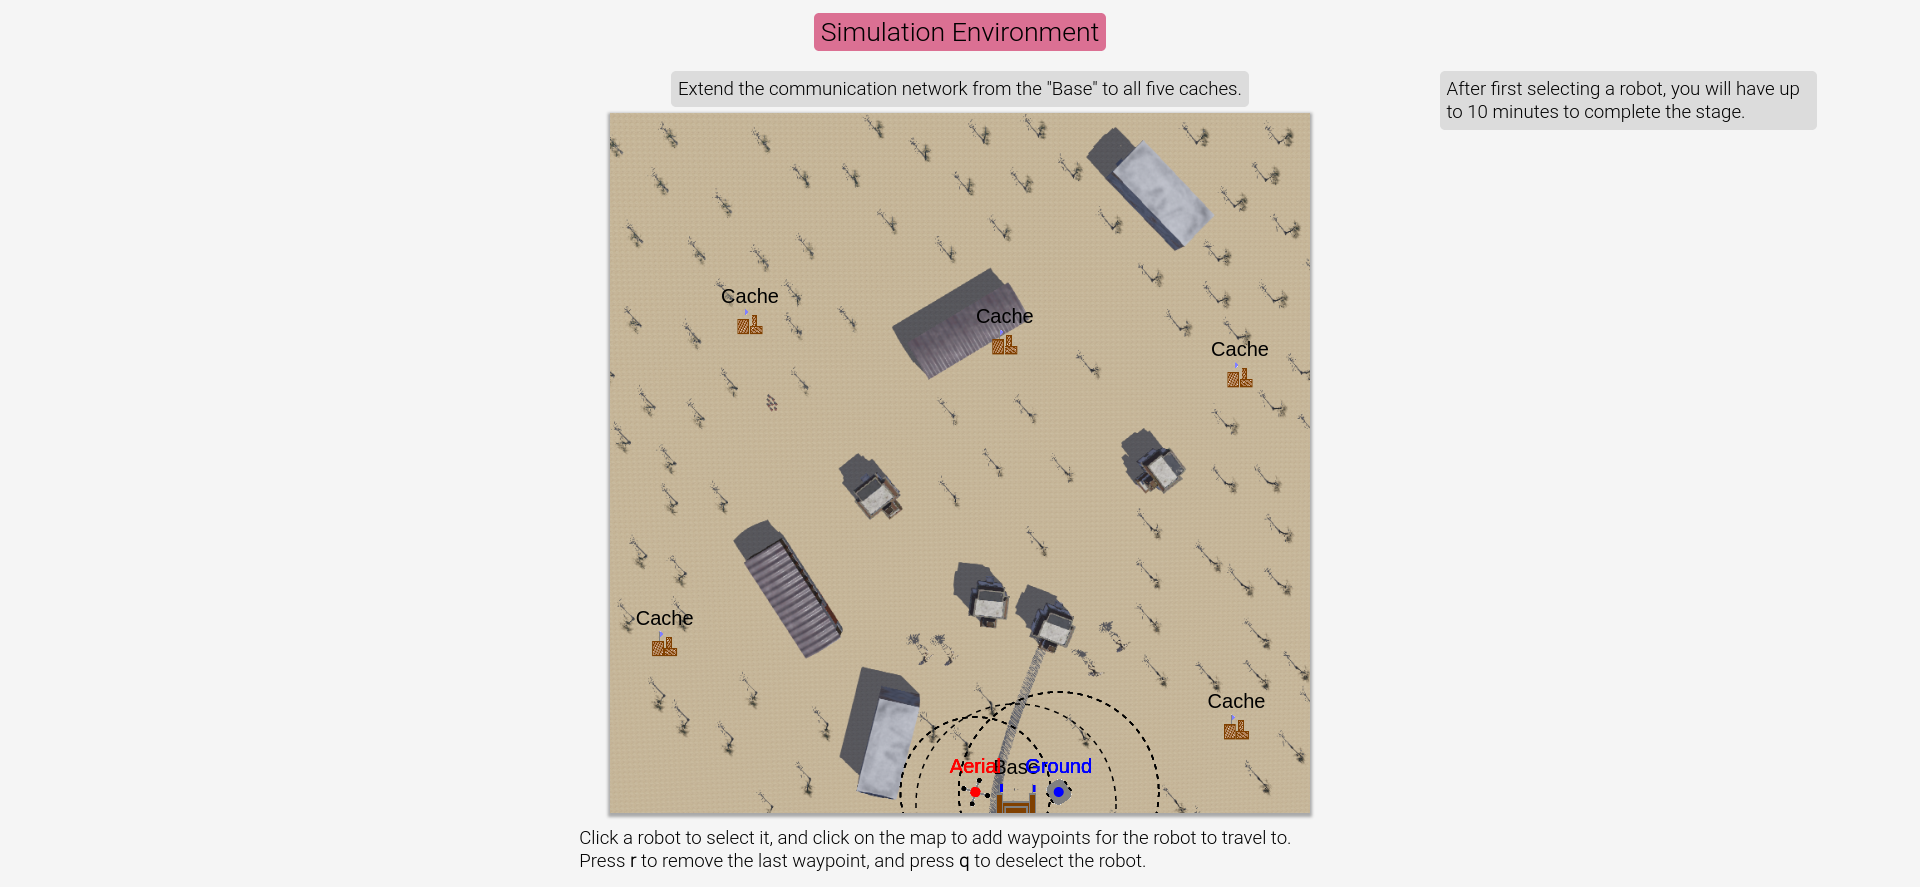 Simulation Environment
Extend the communication network from the "Base" to all five caches.
After first selecting a robot, you will have up
to 10 minutes to complete the stage.
Cache
Cache
Cache
Cache
Cache
Aerial
Base
Ground
Click a robot to select it, and click on the map to add waypoints for the robot to travel to.
Press r to remove the last waypoint, and press q to deselect the robot.